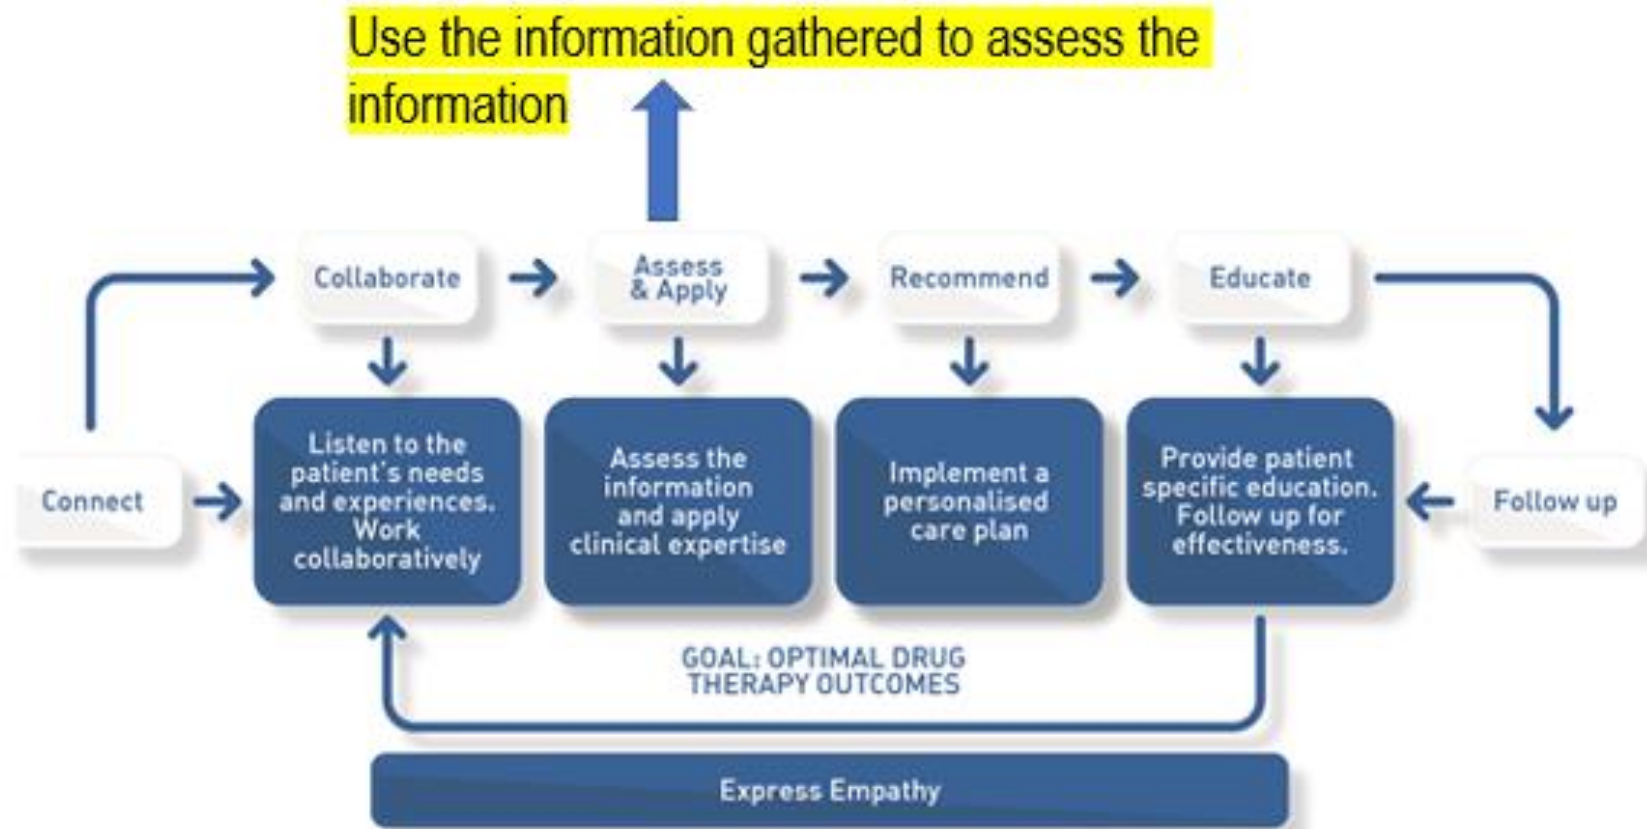 Use the information gathered to assess the
information
Collaborate
Assess
& Apply
Recommend
Educate
Connect
Listen to the
patient's needs
and experiences.
Work
collaboratively
Assess the
information
and apply
clinical expertise
Implement a
personalised
care plan
Provide patient
specific education.
Follow up for
effectiveness.
Follow up
GOAL: OPTIMAL DRUG
THERAPY OUTCOMES
Express Empathy